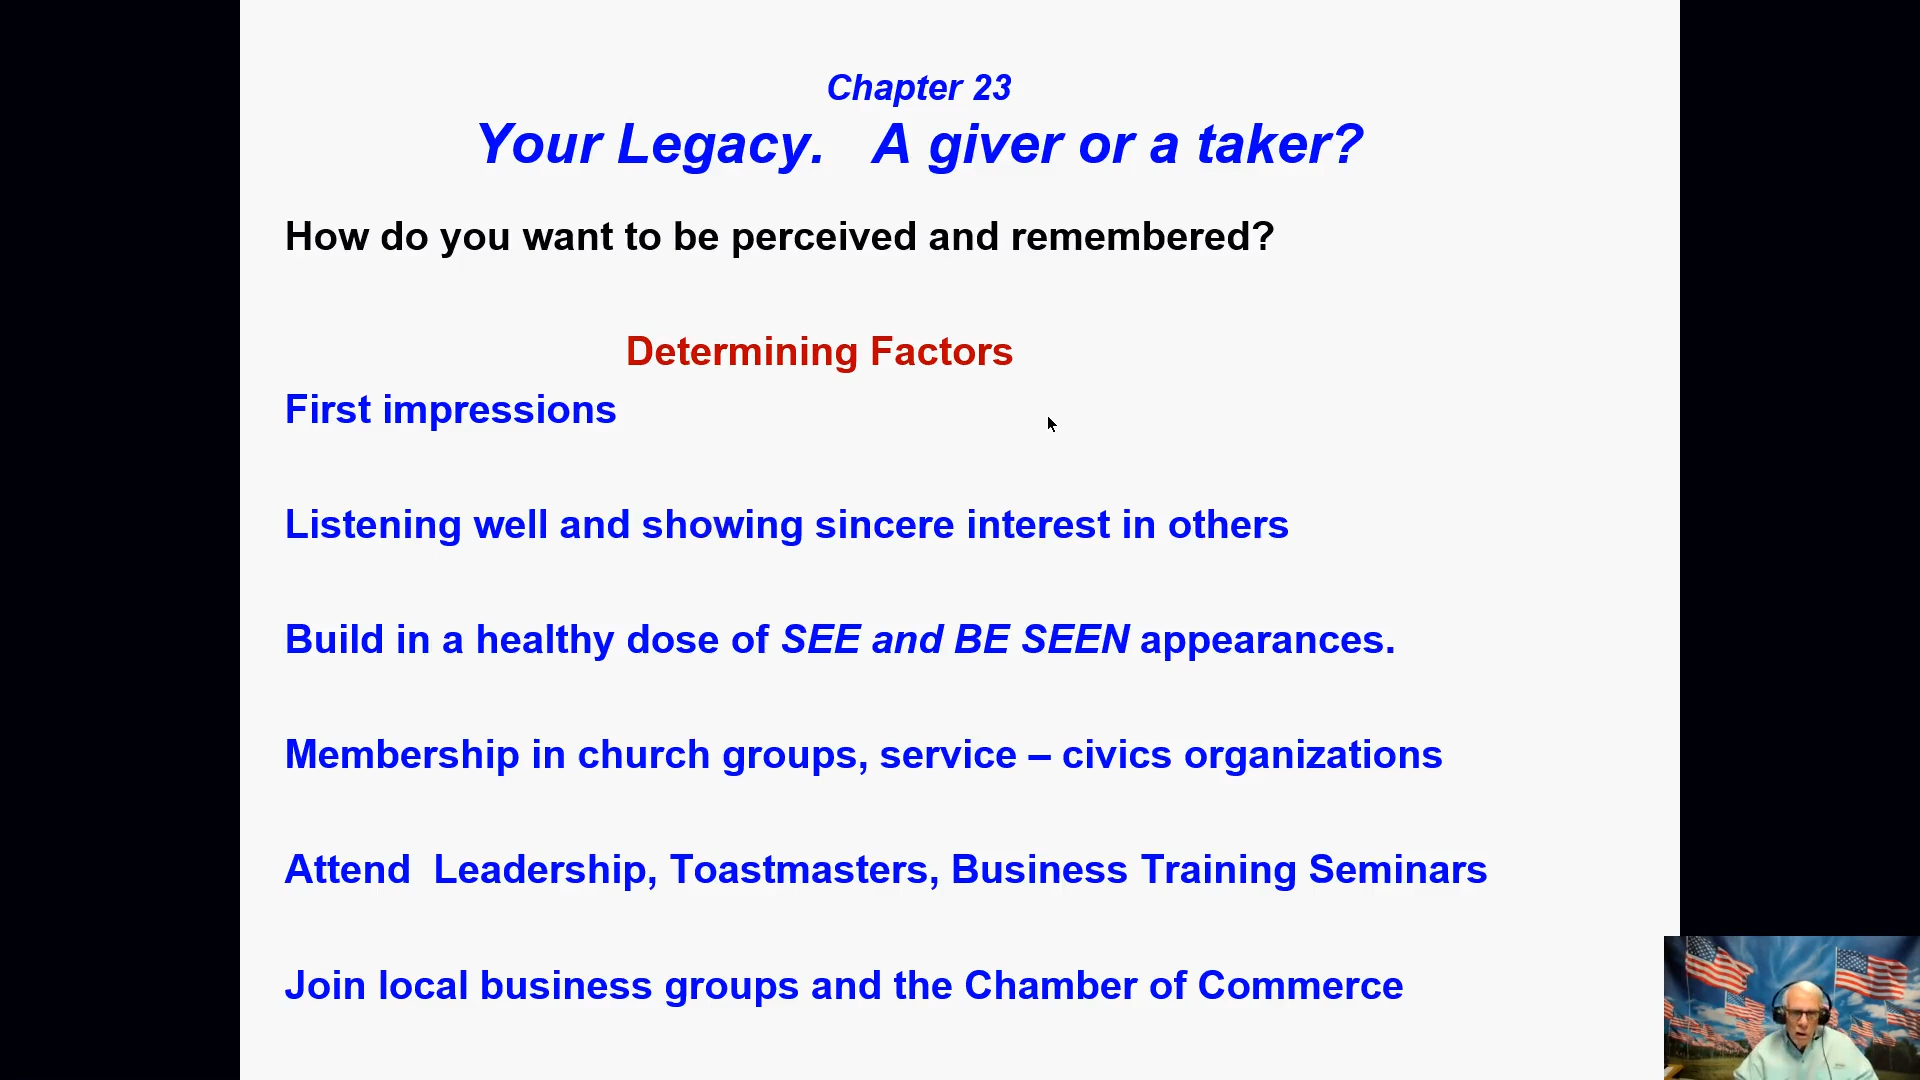 Chapter 23
Your Legacy.   A giver or a taker?
How do you want to be perceived and remembered?
Determining Factors
First impressions
Listening well and showing sincere interest in others
Build in a healthy dose of SEE and BE SEEN appearances.
Membership in church groups, service – civics organizations
Attend  Leadership, Toastmasters, Business Training Seminars
Join local business groups and the Chamber of Commerce